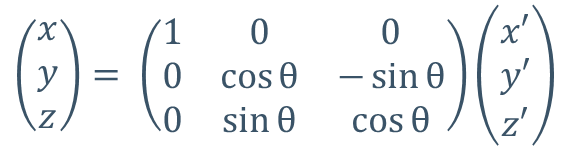 x 1 0 0 x′
y = 0 cos θ − sin θ y′
z 0 sin θ cos θ z′